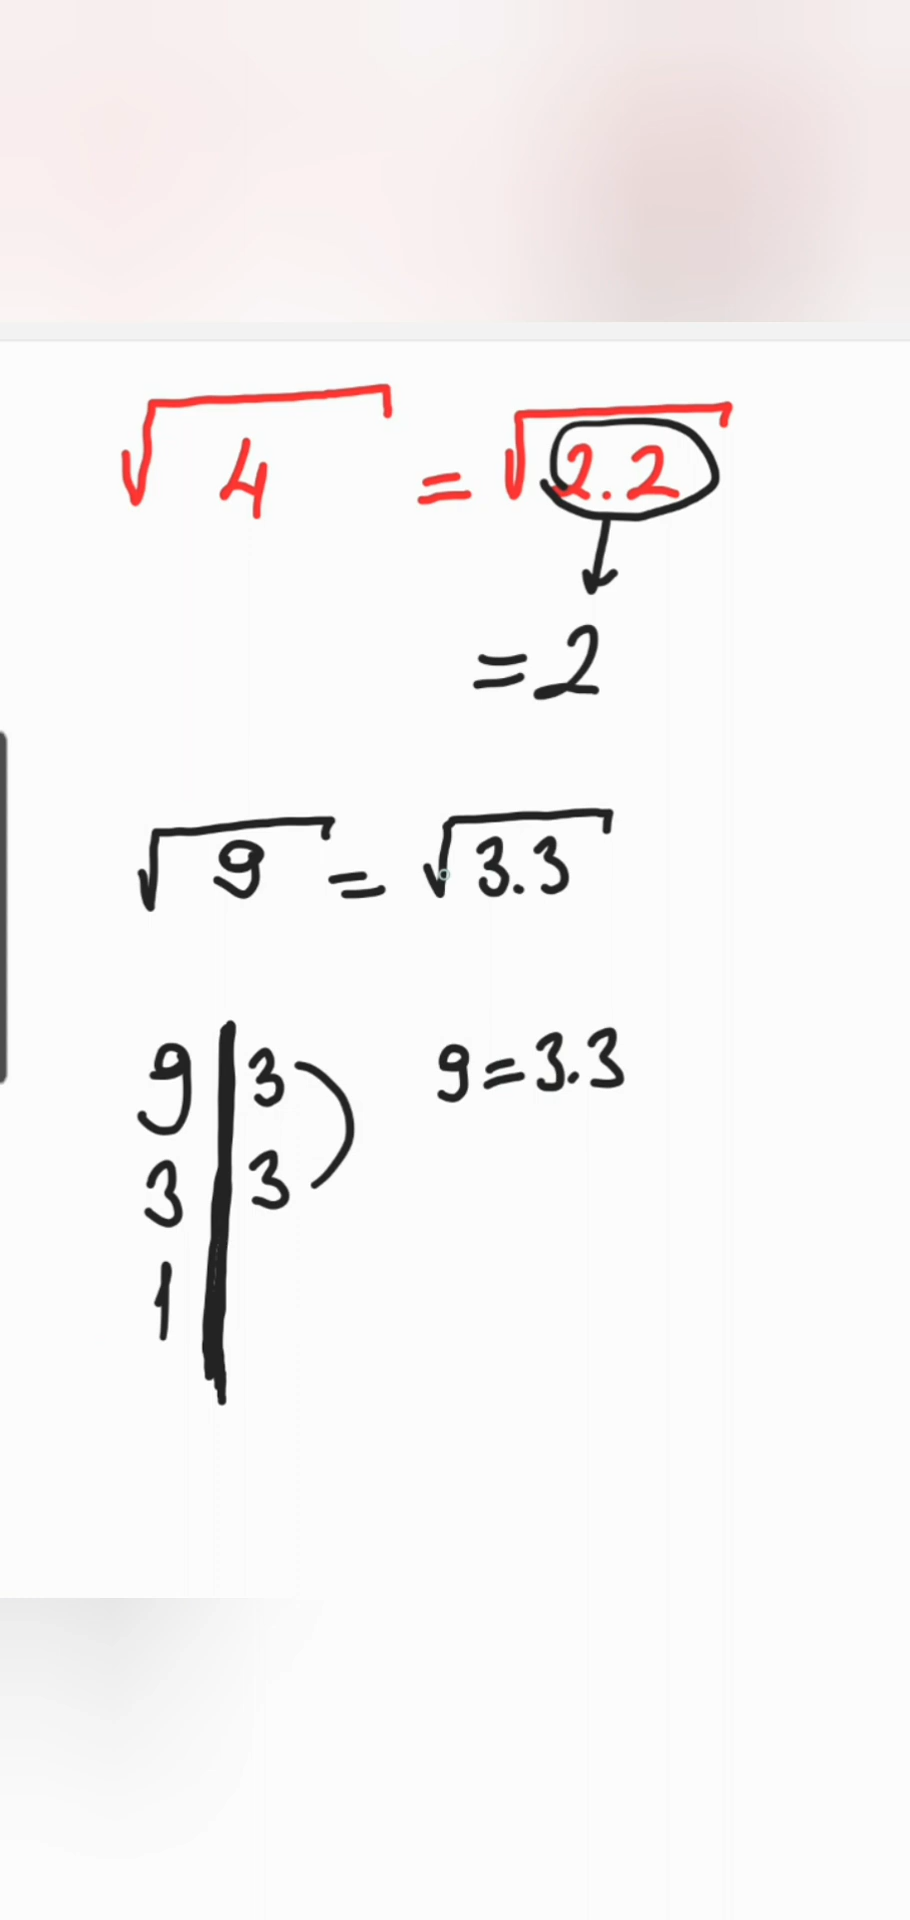 √4 = √2.2
= 2
√9 = √3.3
9 | 3
9 = 3.3
3 | 3
1 |